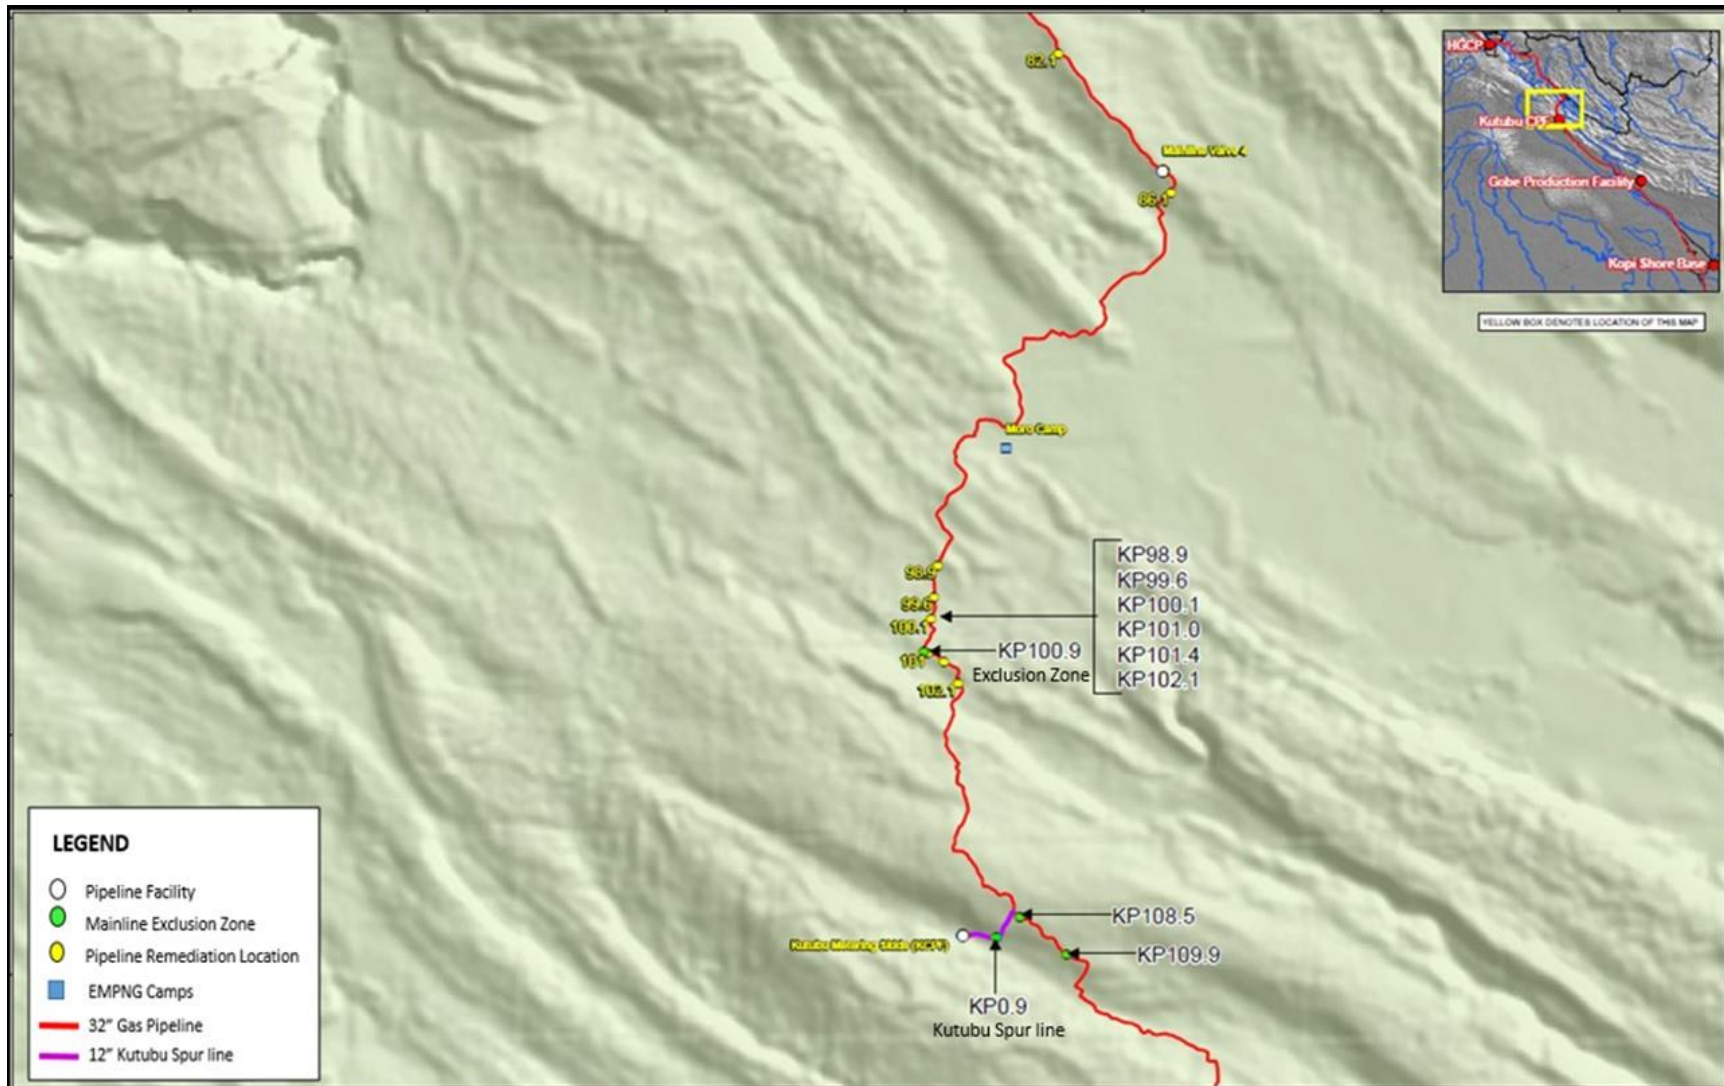 82.1
Mainline Valve 4
86.1
HGCP
Kutubu CPF
Gobe Production Facility
Kopi Shore Base
YELLOW BOX DENOTES LOCATION OF THIS MAP
Moro Camp
98.9
99.6
100.1
101
102.1
KP98.9
KP99.6
KP100.1
KP101.0
KP101.4
KP102.1
KP100.9
Exclusion Zone
LEGEND
Pipeline Facility
Mainline Exclusion Zone
Pipeline Remediation Location
EMPNG Camps
32" Gas Pipeline
12" Kutubu Spur line
KP108.5
Kutubu Metering Skids (KCPF)
KP109.9
KP0.9
Kutubu Spur line